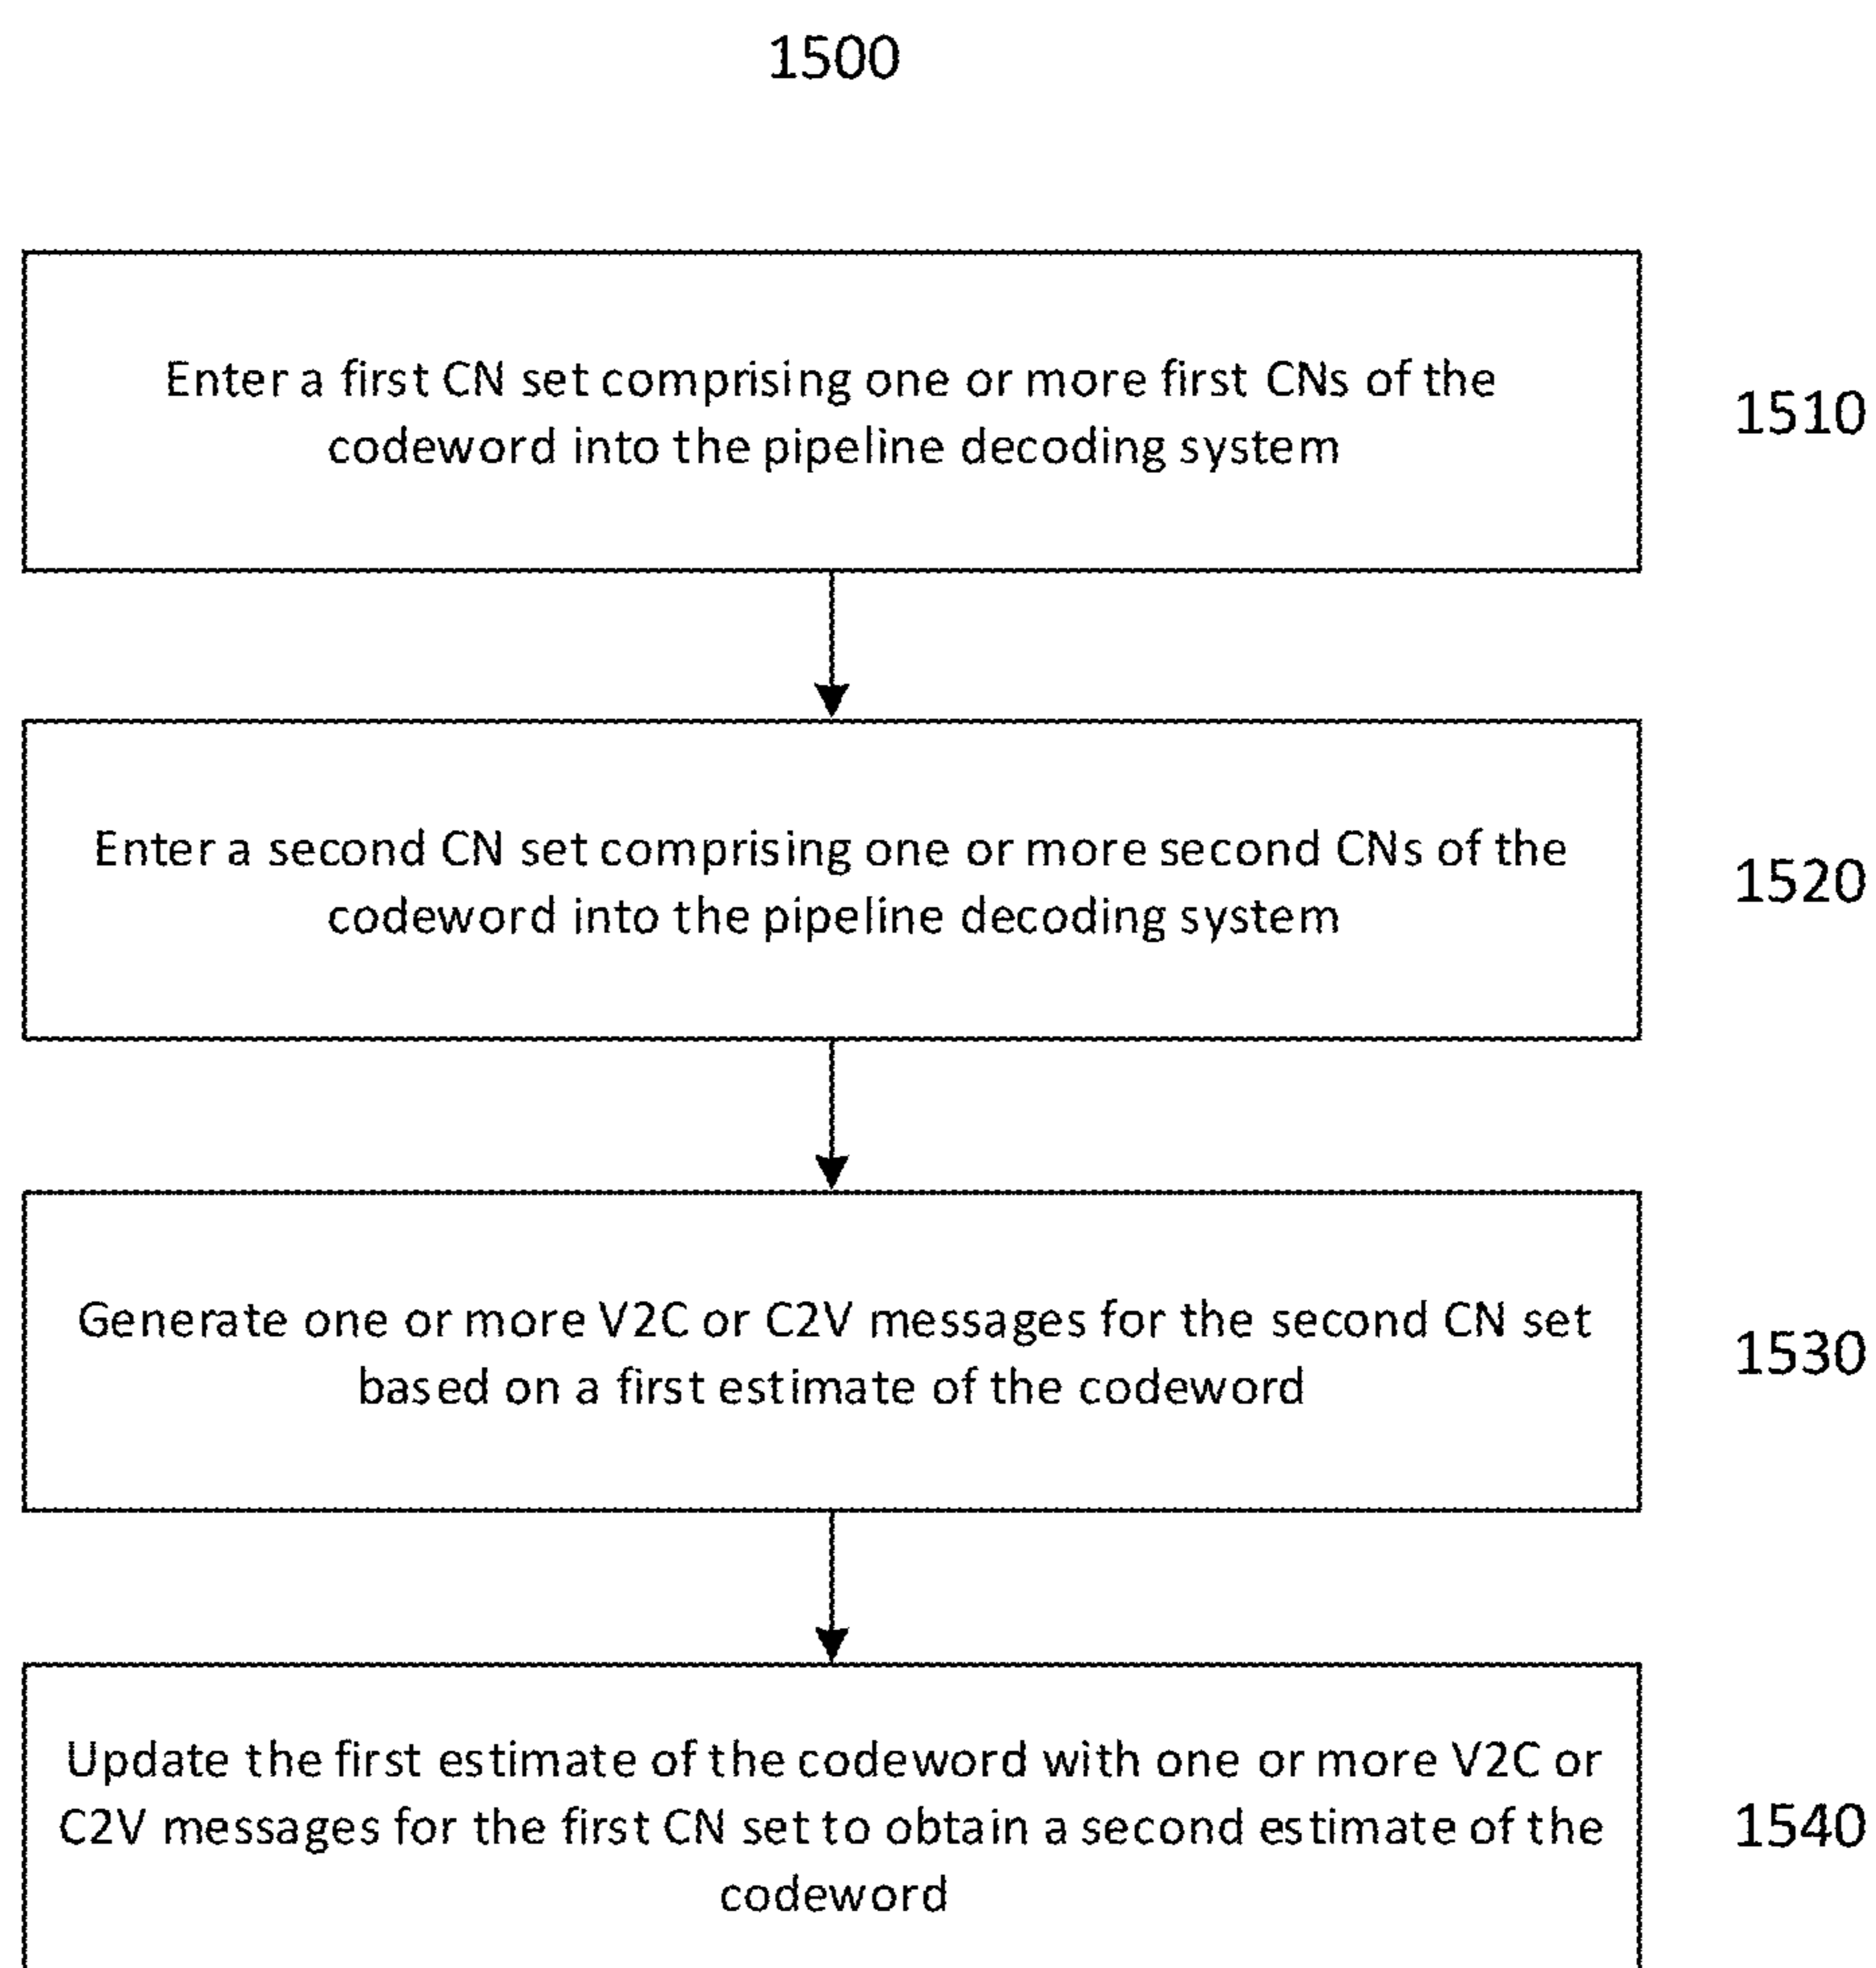 1500
Enter a first CN set comprising one or more first CNs of the
codeword into the pipeline decoding system
1510
Enter a second CN set comprising one or more second CNs of the
codeword into the pipeline decoding system
1520
Generate one or more V2C or C2V messages for the second CN set
based on a first estimate of the codeword
1530
Update the first estimate of the codeword with one or more V2C or
C2V messages for the first CN set to obtain a second estimate of the
codeword
1540